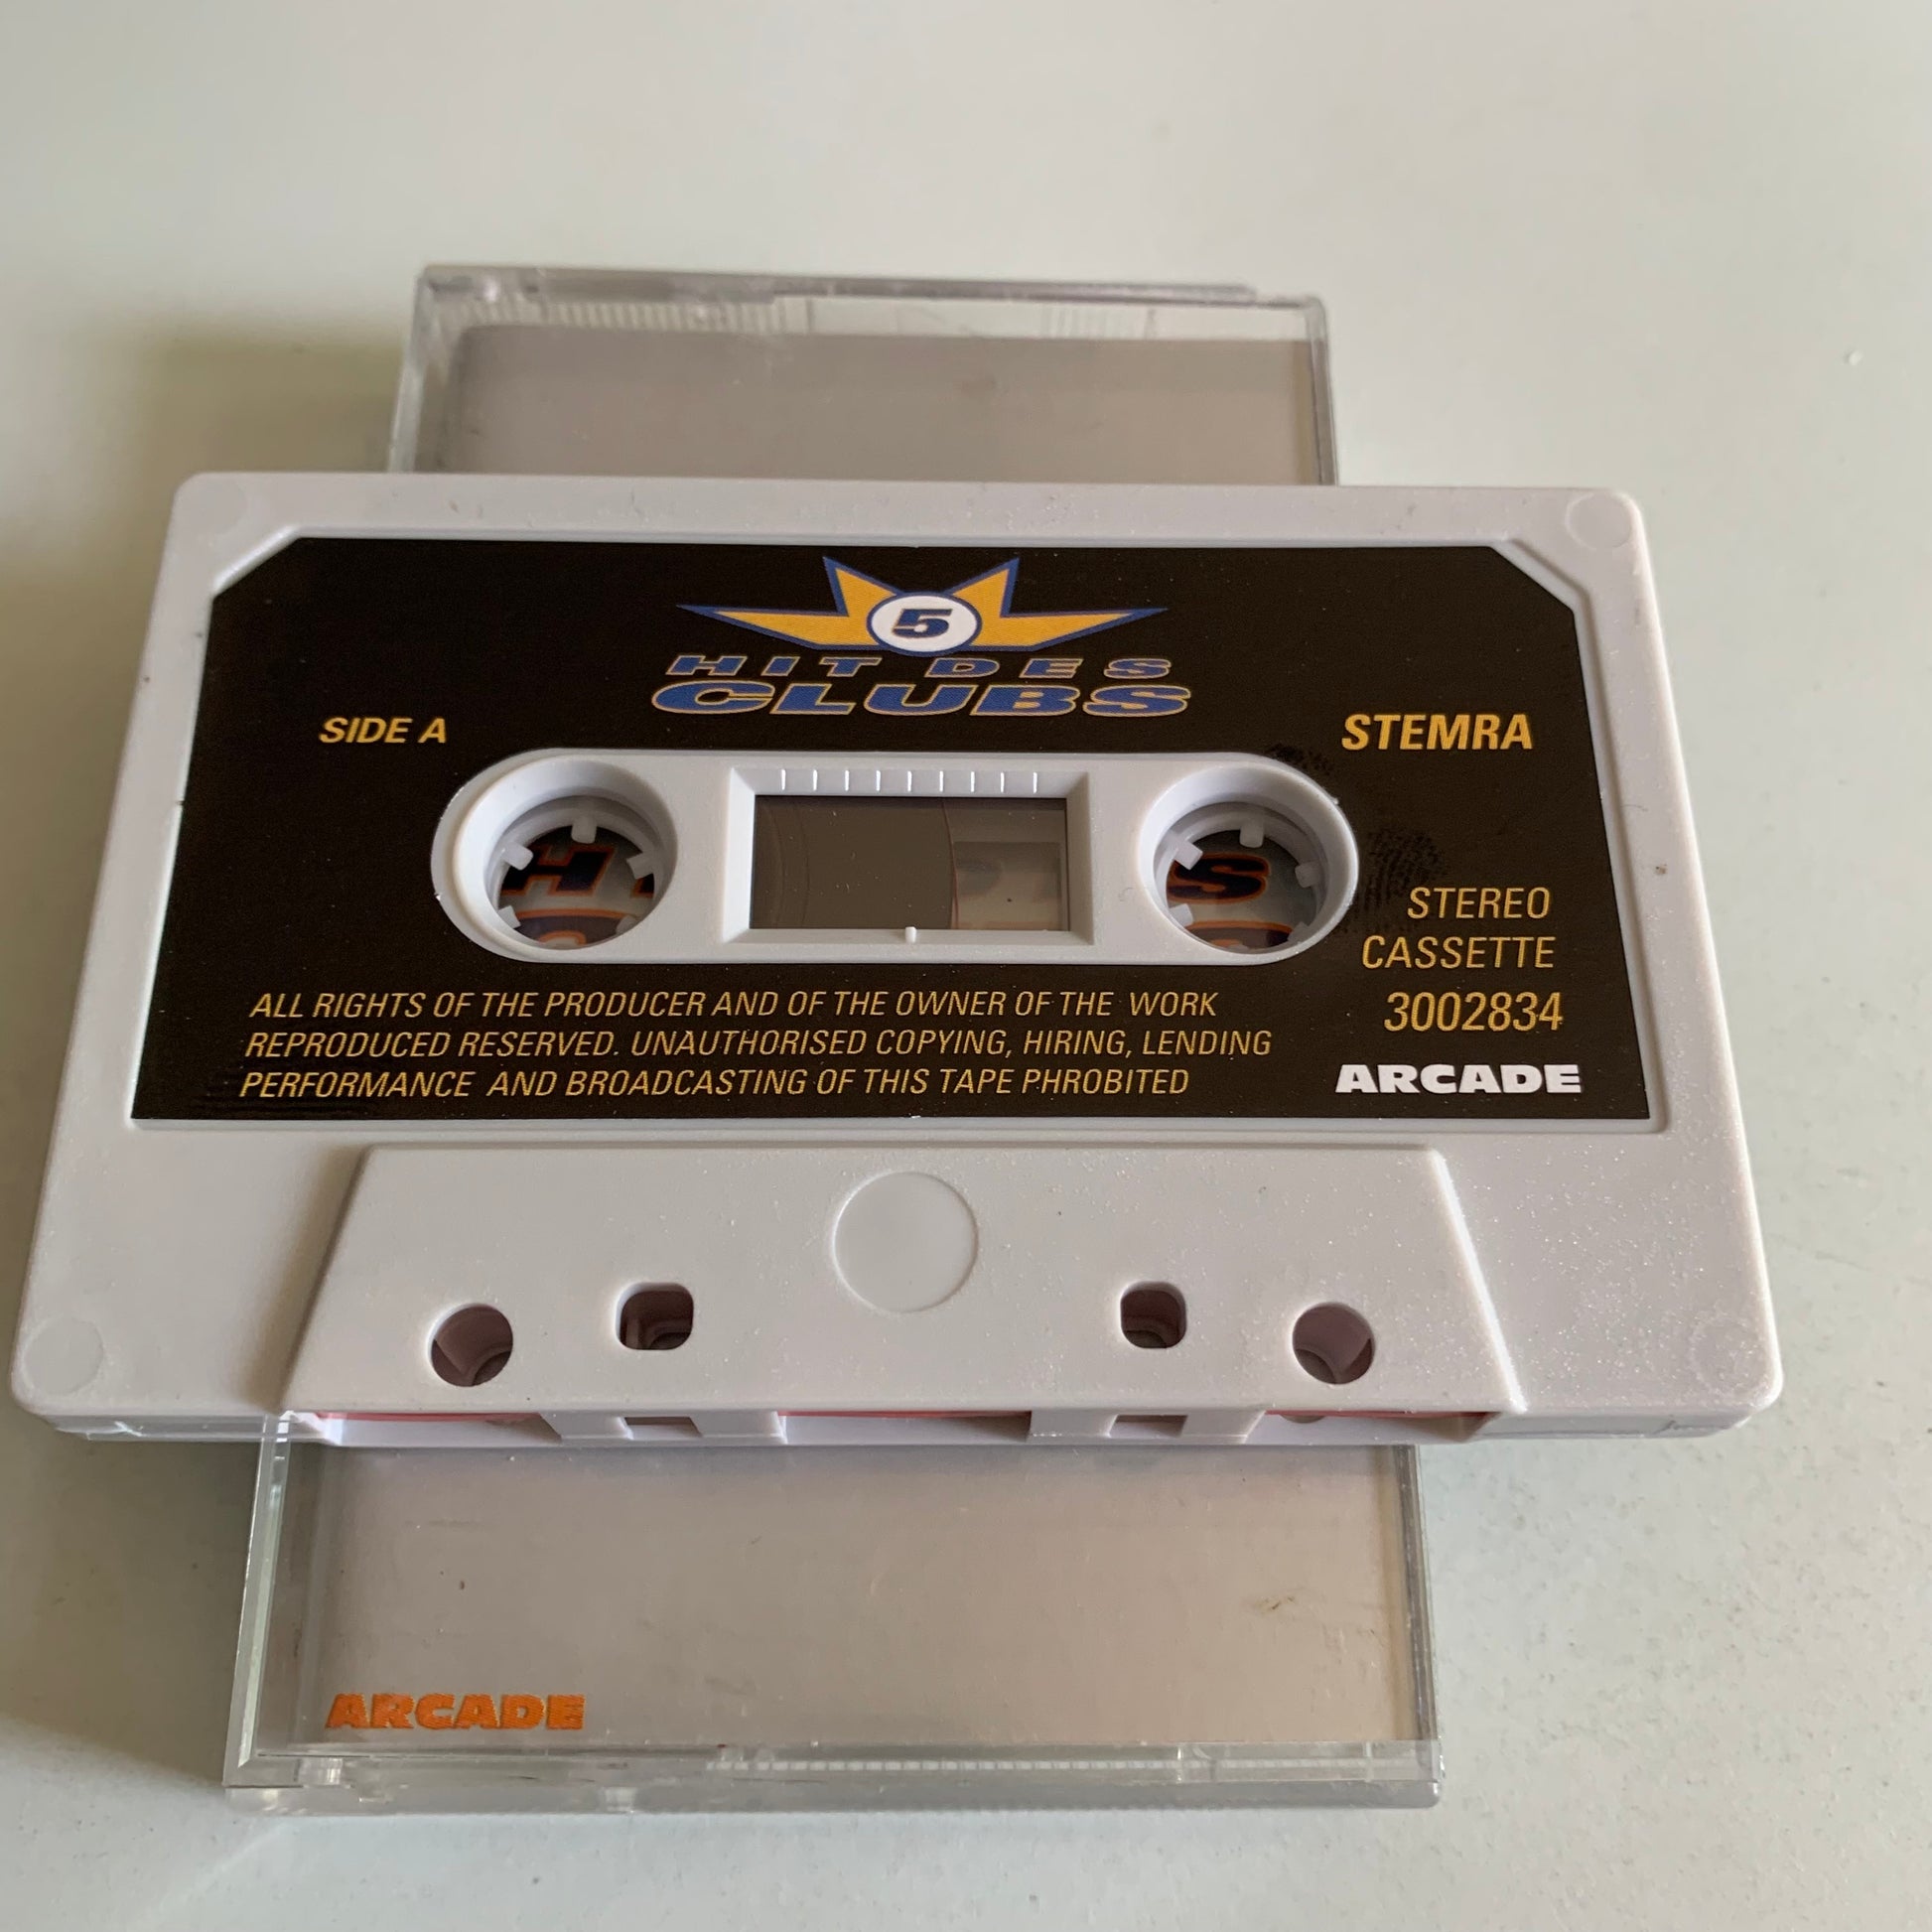 5
HIT DES
CLUBS
SIDE A
STEMRA
STEREO
CASSETTE
3002834
ARCADE
ALL RIGHTS OF THE PRODUCER AND OF THE OWNER OF THE WORK
REPRODUCED RESERVED. UNAUTHORISED COPYING, HIRING, LENDING
PERFORMANCE AND BROADCASTING OF THIS TAPE PHROBITED
ARCADE